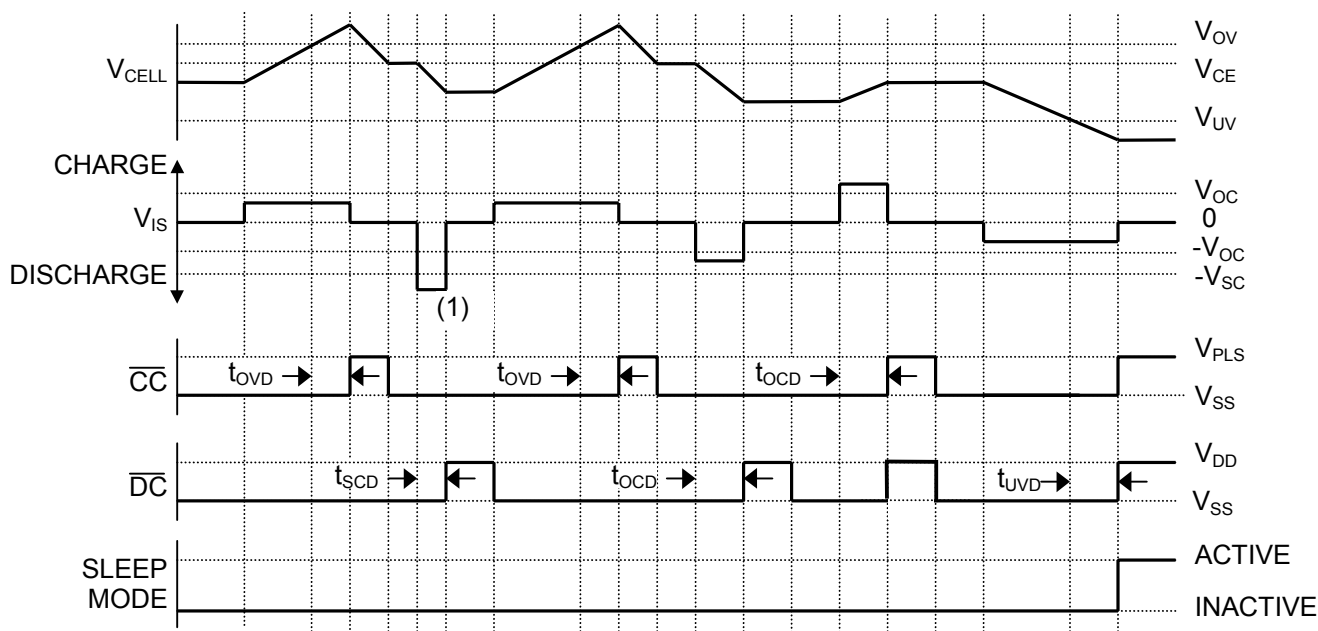 V_OV
V_CELL
V_CE
V_UV
CHARGE
V_OC
V_IS
0
-V_OC
DISCHARGE
-V_SC
(1)
V_PLS
CC
t_OVD
t_OVD
t_OCD
V_SS
V_DD
DC
t_SCD
t_OCD
t_UVD
V_SS
SLEEP
MODE
ACTIVE
INACTIVE